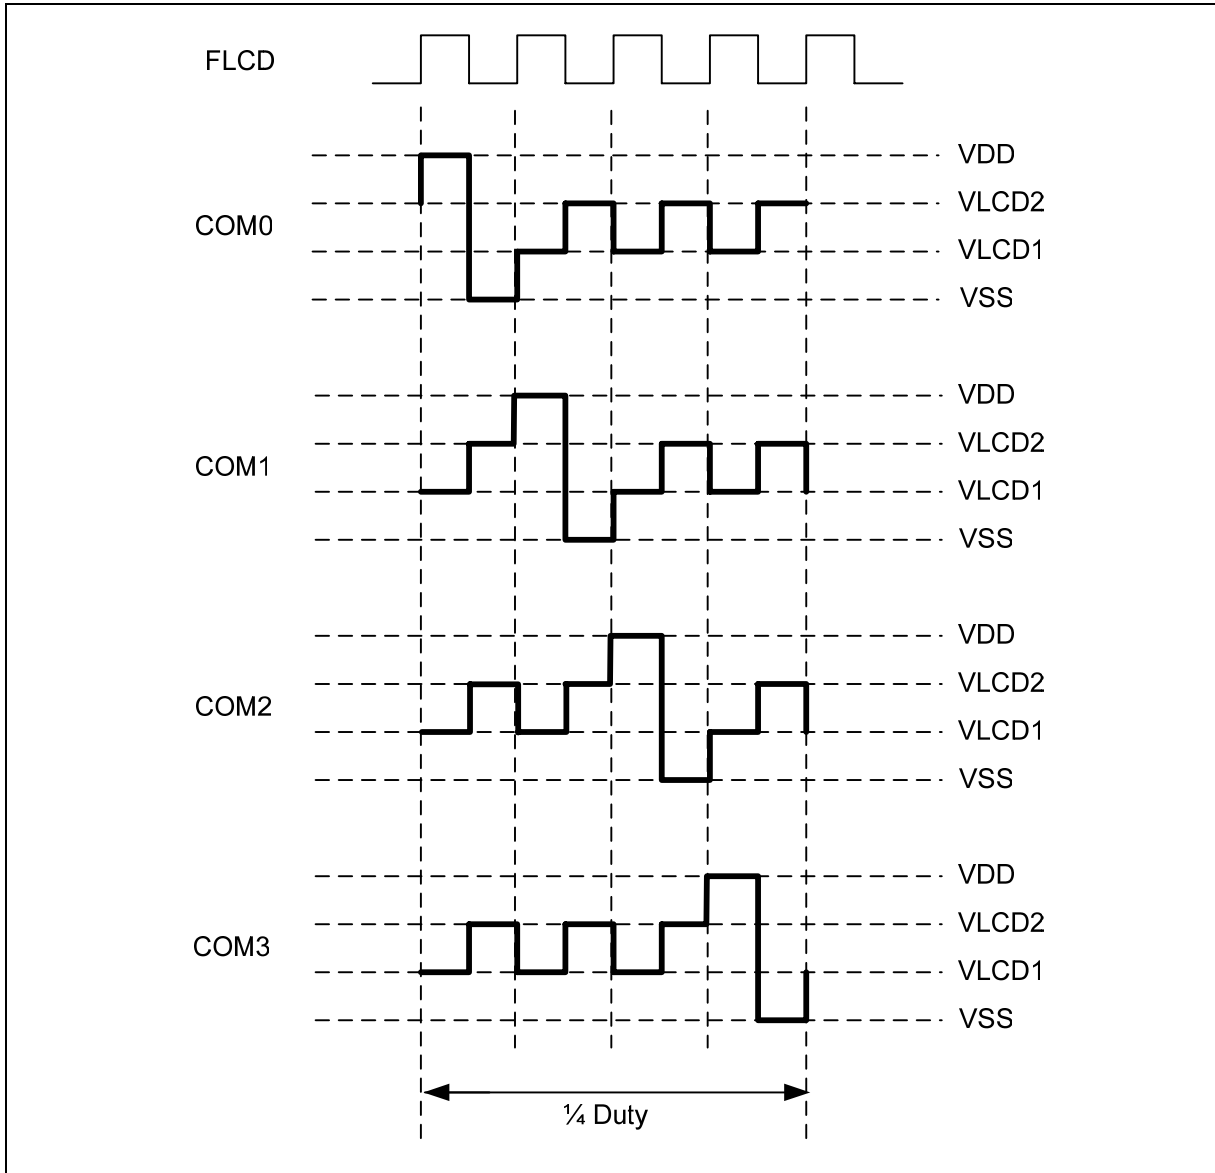 FLCD
VDD
VLCD2
COM0
VLCD1
VSS
VDD
VLCD2
COM1
VLCD1
VSS
VDD
VLCD2
COM2
VLCD1
VSS
VDD
VLCD2
COM3
VLCD1
VSS
¼ Duty